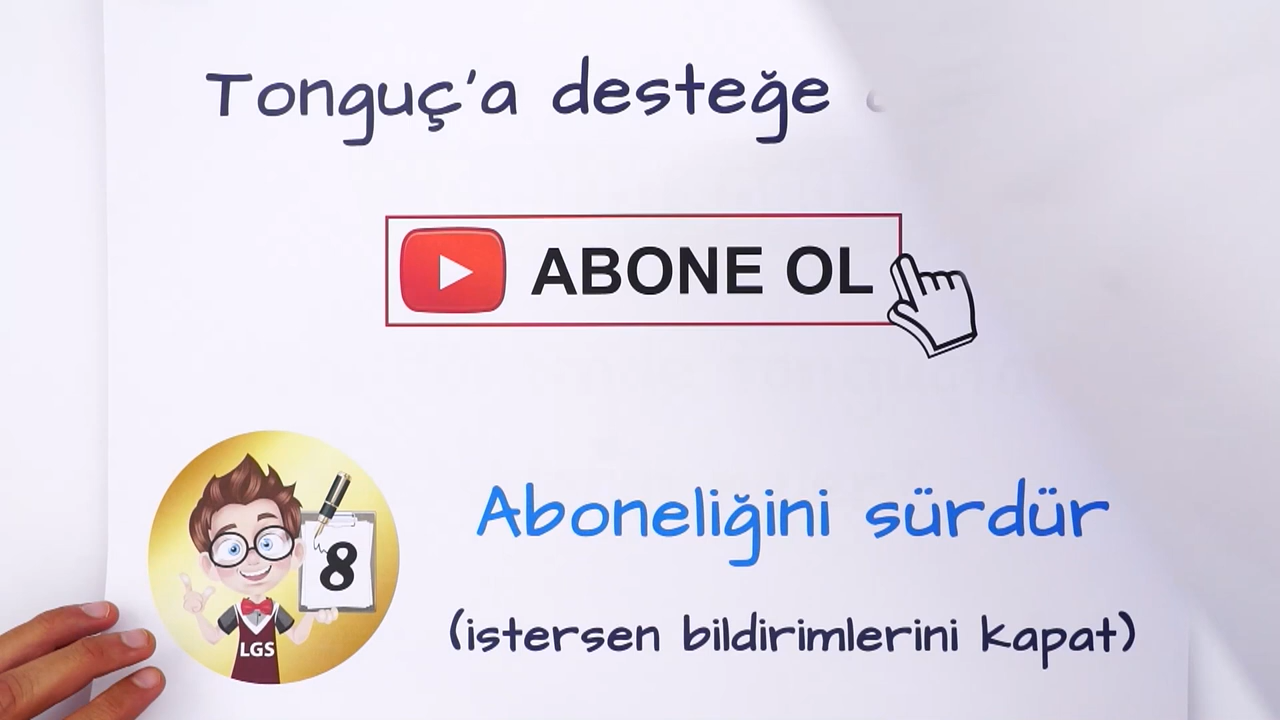 Tonguç'a desteğe
ABONE OL
8
LGS
Aboneliğini sürdür
(istersen bildirimlerini kapat)